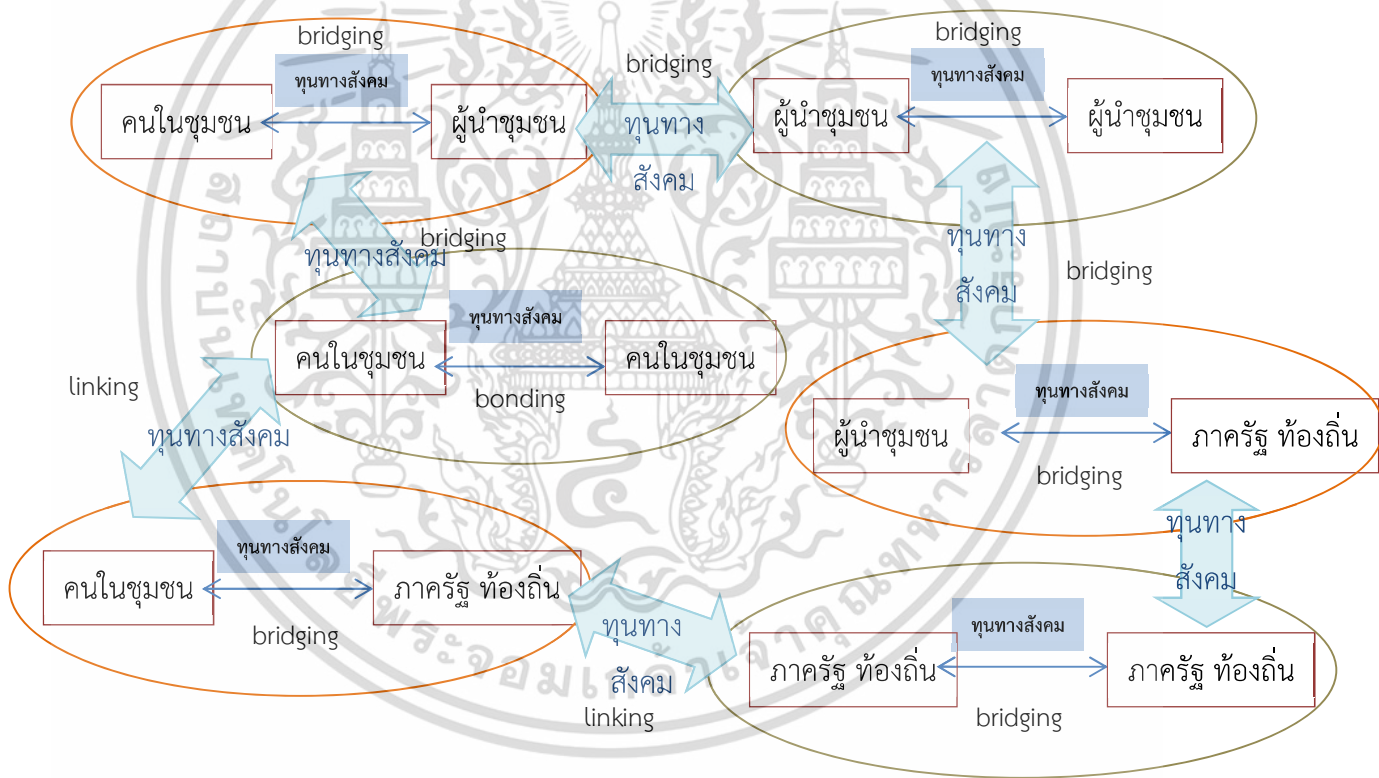 bridging
ทุนทางสังคม
คนในชุมชน
ผู้นำชุมชน
bridging
ทุนทาง
สังคม
bridging
ทุนทางสังคม
ผู้นำชุมชน
ผู้นำชุมชน
bridging
ทุนทางสังคม
ทุนทาง
สังคม
bridging
ทุนทางสังคม
คนในชุมชน
คนในชุมชน
bonding
linking
ทุนทางสังคม
ทุนทางสังคม
ผู้นำชุมชน
ภาครัฐ ท้องถิ่น
bridging
ทุนทาง
สังคม
ทุนทางสังคม
คนในชุมชน
ภาครัฐ ท้องถิ่น
bridging
ทุนทาง
สังคม
linking
ทุนทางสังคม
ภาครัฐ ท้องถิ่น
ภาครัฐ ท้องถิ่น
bridging